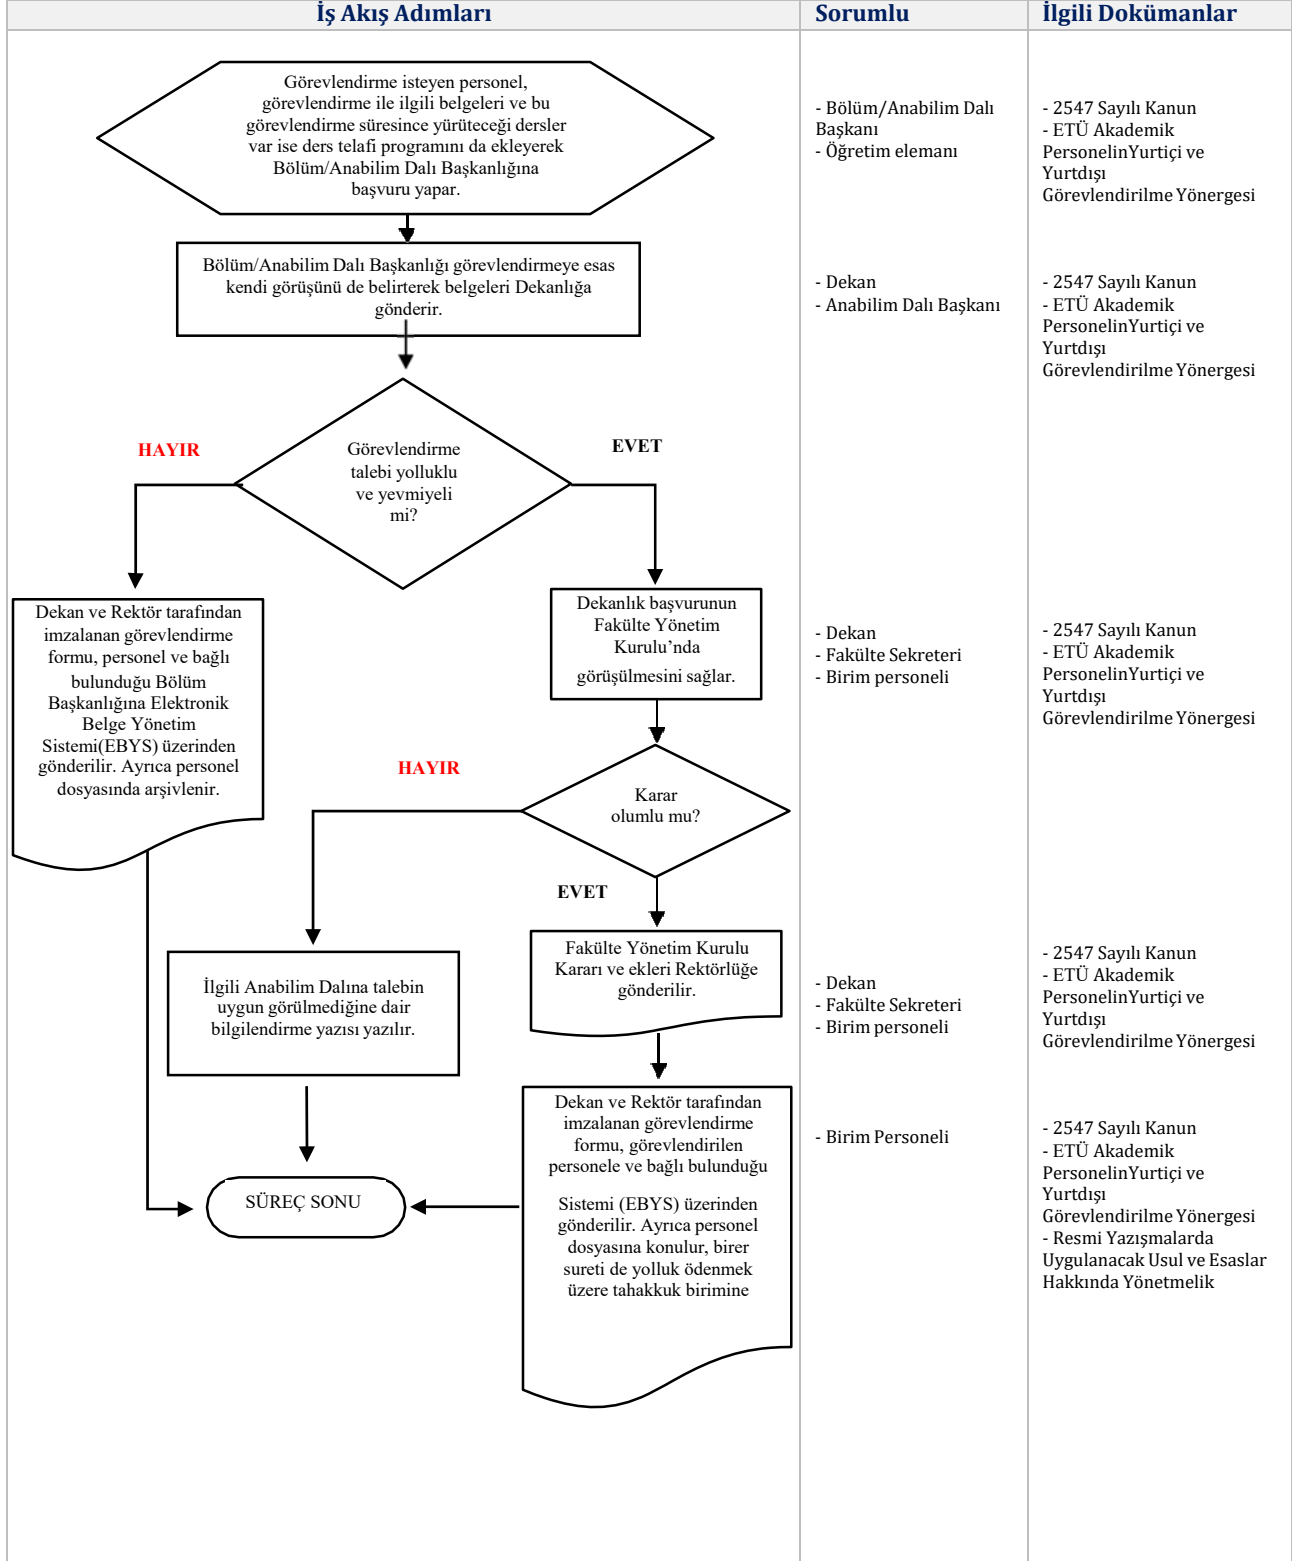 İş Akış Adımları
Sorumlu
İlgili Dokümanlar
Görevlendirme isteyen personel,
görevlendirme ile ilgili belgeleri ve bu
görevlendirme süresince yürüteceği dersler
var ise ders telafi programını da ekleyerek
Bölüm/Anabilim Dalı Başkanlığına
başvuru yapar.
- Bölüm/Anabilim Dalı
Başkanı
- Öğretim elemanı
- 2547 Sayılı Kanun
- ETÜ Akademik
PersonelinYurtiçi ve
Yurtdışı
Görevlendirilme Yönergesi
Bölüm/Anabilim Dalı Başkanlığı görevlendirmeye esas
kendi görüşünü de belirterek belgeleri Dekanlığa
gönderir.
- Dekan
- Anabilim Dalı Başkanı
- 2547 Sayılı Kanun
- ETÜ Akademik
PersonelinYurtiçi ve
Yurtdışı
Görevlendirilme Yönergesi
HAYIR
EVET
Görevlendirme
talebi yolluklu
ve yevmiyeli
mi?
Dekan ve Rektör tarafından
imzalanan görevlendirme
formu, personel ve bağlı
bulunduğu Bölüm
Başkanlığına Elektronik
Belge Yönetim
Sistemi(EBYS) üzerinden
gönderilir. Ayrıca personel
dosyasında arşivlenir.
Dekanlık başvurunun
Fakülte Yönetim
Kurulu’nda
görüşülmesini sağlar.
- Dekan
- Fakülte Sekreteri
- Birim personeli
- 2547 Sayılı Kanun
- ETÜ Akademik
PersonelinYurtiçi ve
Yurtdışı
Görevlendirilme Yönergesi
HAYIR
Karar
olumlu mu?
EVET
İlgili Anabilim Dalına talebin
uygun görülmediğine dair
bilgilendirme yazısı yazılır.
Fakülte Yönetim Kurulu
Kararı ve ekleri Rektörlüğe
gönderilir.
- Dekan
- Fakülte Sekreteri
- Birim personeli
- 2547 Sayılı Kanun
- ETÜ Akademik
PersonelinYurtiçi ve
Yurtdışı
Görevlendirilme Yönergesi
Dekan ve Rektör tarafından
imzalanan görevlendirme
formu, görevlendirilen
personele ve bağlı bulunduğu
Sistemi (EBYS) üzerinden
gönderilir. Ayrıca personel
dosyasına konulur, birer
sureti de yolluk ödenmek
üzere tahakkuk birimine
SÜREÇ SONU
- Birim Personeli
- 2547 Sayılı Kanun
- ETÜ Akademik
PersonelinYurtiçi ve
Yurtdışı
Görevlendirilme Yönergesi
- Resmi Yazışmalarda
Uygulanacak Usul ve Esaslar
Hakkında Yönetmelik